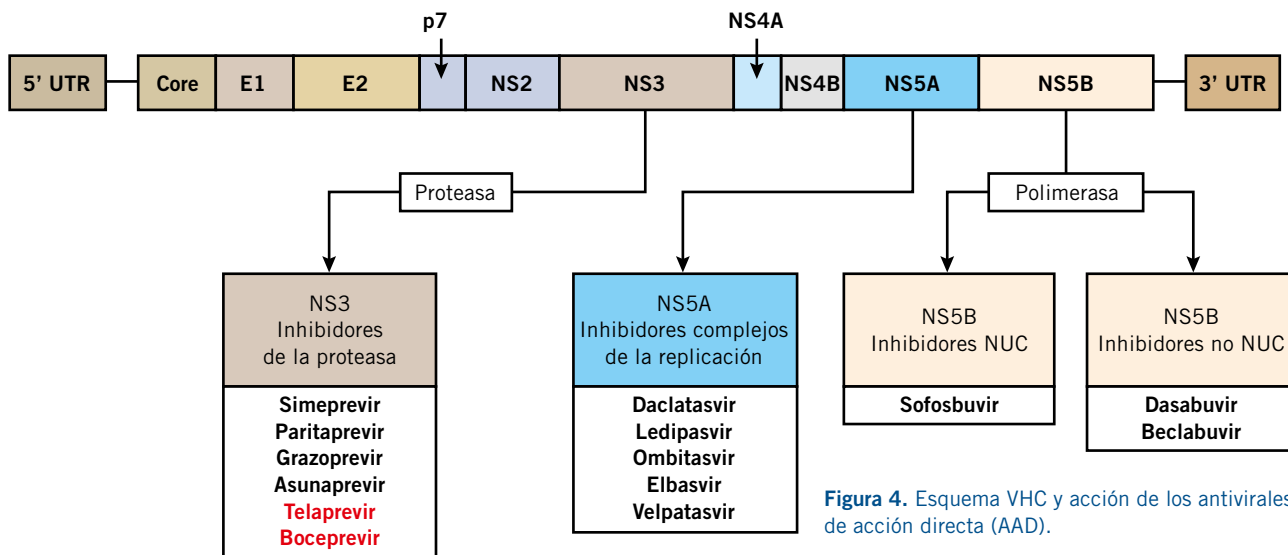 p7
NS4A
5’ UTR
Core
E1
E2
NS2
NS3
NS4B
NS5A
NS5B
3’ UTR
Proteasa
Polimerasa
NS3
Inhibidores
de la proteasa
Simeprevir
Paritaprevir
Grazoprevir
Asunaprevir
Telaprevir
Boceprevir
NS5A
Inhibidores complejos
de la replicación
Daclatasvir
Ledipasvir
Ombitasvir
Elbasvir
Velpatasvir
NS5B
Inhibidores NUC
Sofosbuvir
NS5B
Inhibidores no NUC
Dasabuvir
Beclabuvir
Figura 4. Esquema VHC y acción de los antivirales
de acción directa (AAD).